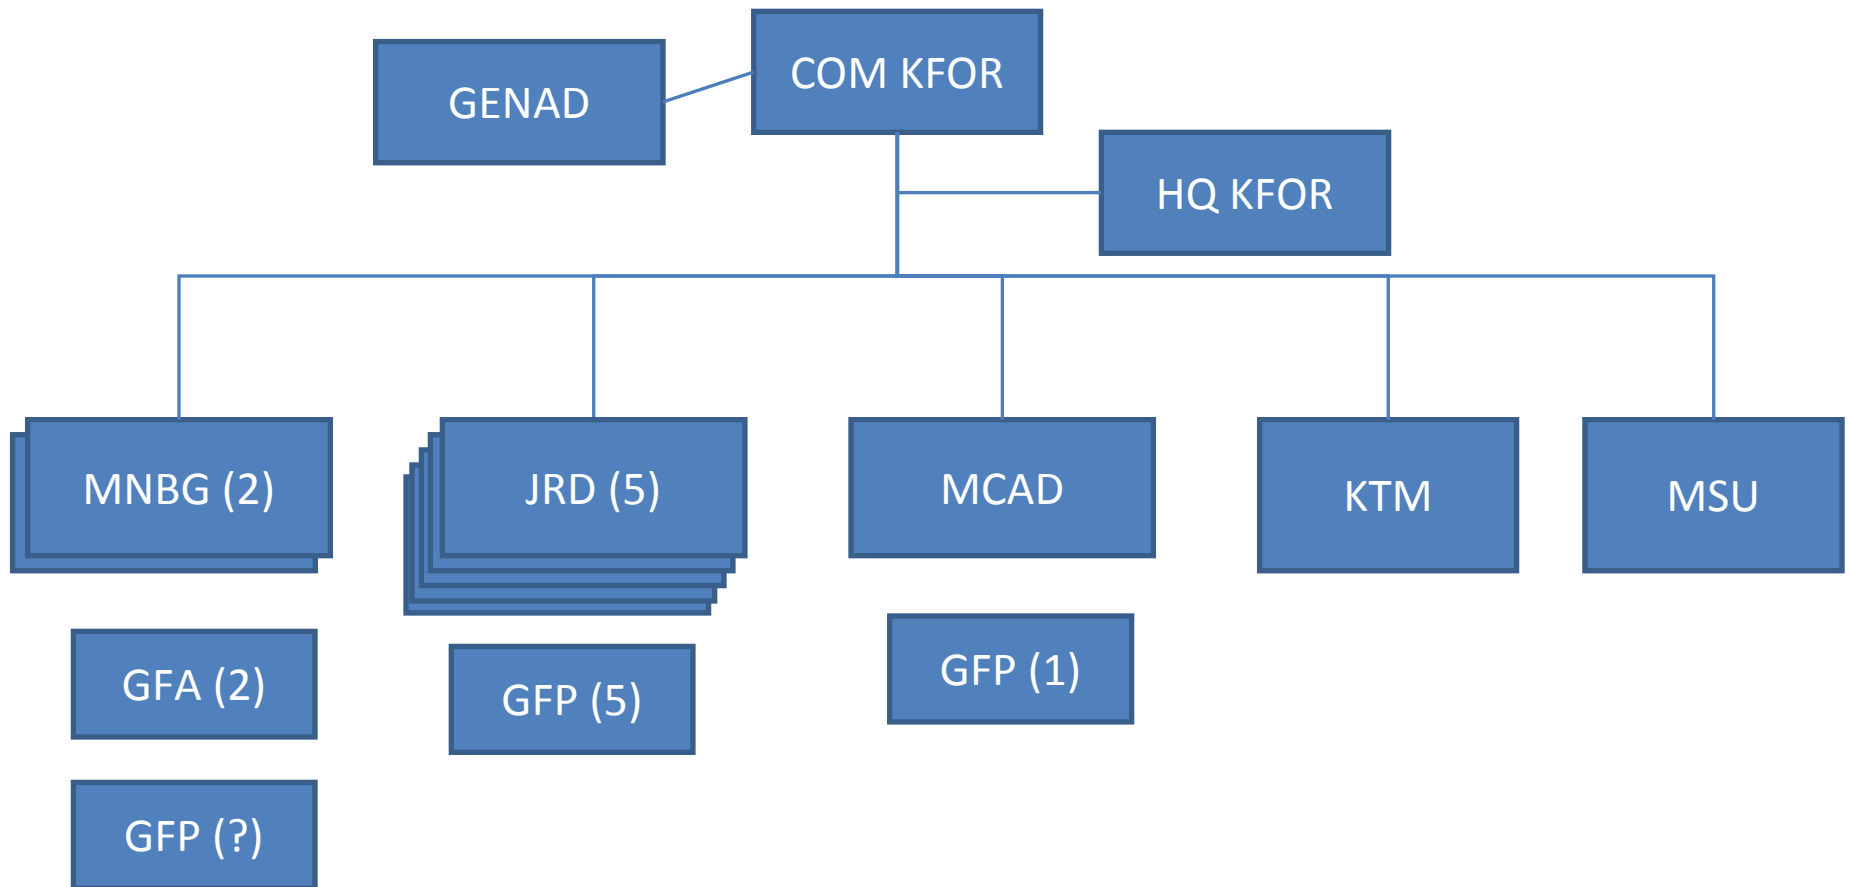 COM KFOR
GENAD
HQ KFOR
MNBG (2)
JRD (5)
MCAD
KTM
MSU
GFA (2)
GFP (5)
GFP (1)
GFP (?)